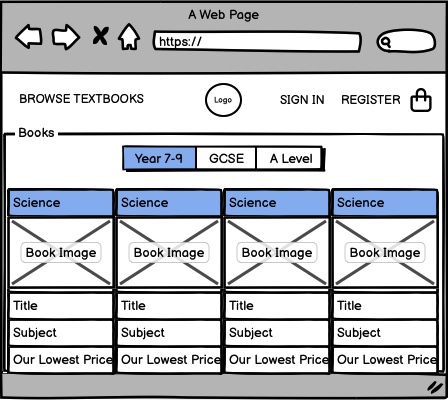 A Web Page
https://
BROWSE TEXTBOOKS Logo SIGN IN REGISTER
Books
Year 7-9 GCSE A Level
Science Science Science Science
Book Image Book Image Book Image Book Image
Title Title Title Title
Subject Subject Subject Subject
Our Lowest Price Our Lowest Price Our Lowest Price Our Lowest Price